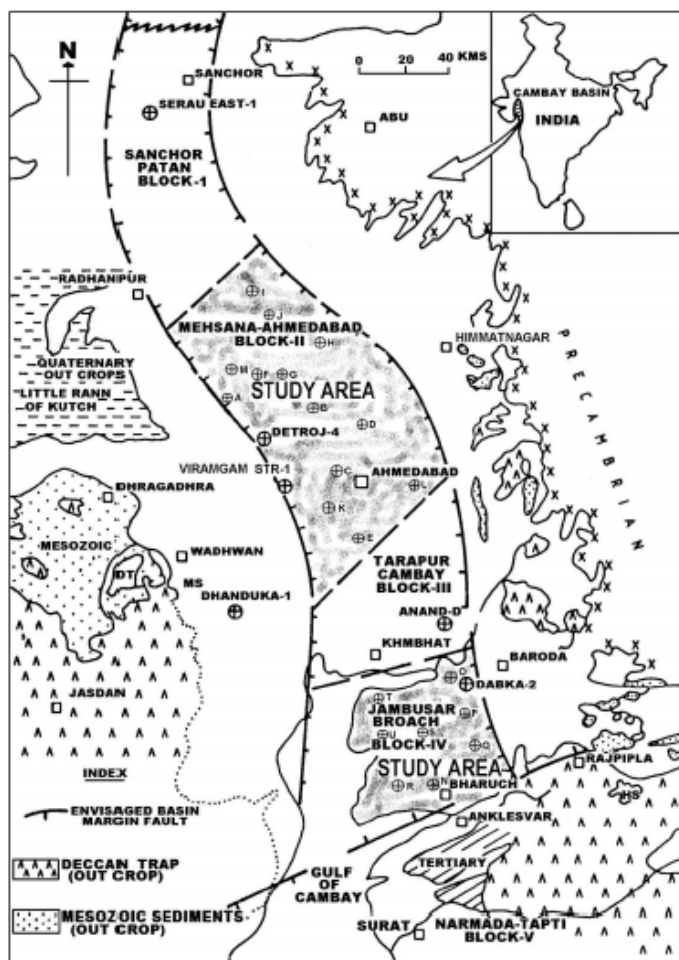 N
SANCHOR
SERAU EAST-1
SANCHOR
PATAN
BLOCK-1
0 20 40 KMS
ABU
CAMBAY BASIN
INDIA
RADHANPUR
I
J
MEHSANA-AHMEDABAD
BLOCK-II
H
HIMMATNAGAR
PRECAMBRIAN
QUATERNARY
OUT CROPS
LITTLE RANN
OF KUTCH
M
F
G
STUDY AREA
A
B
D
DETROJ-4
VIRAMGAM STR-1
C
AHMEDABAD
L
K
E
DHRAGADHRA
MESOZOIC
WADHWAN
DT
MS
DHANDUKA-1
TARAPUR
CAMBAY
BLOCK-III
ANAND-D
KHMBHAT
BARODA
O
DABKA-2
T
JAMBUSAR
BROACH
P
U
S
BLOCK-IV
Q
STUDY AREA
R
N
BHARUCH
RAJPIPLA
HS
ANKLESVAR
JASDAN
INDEX
ENVISAGED BASIN
MARGIN FAULT
DECCAN TRAP
(OUT CROP)
MESOZOIC SEDIMENTS
(OUT CROP)
GULF
OF
CAMBAY
TERTIARY
SURAT
NARMADA-TAPTI
BLOCK-V